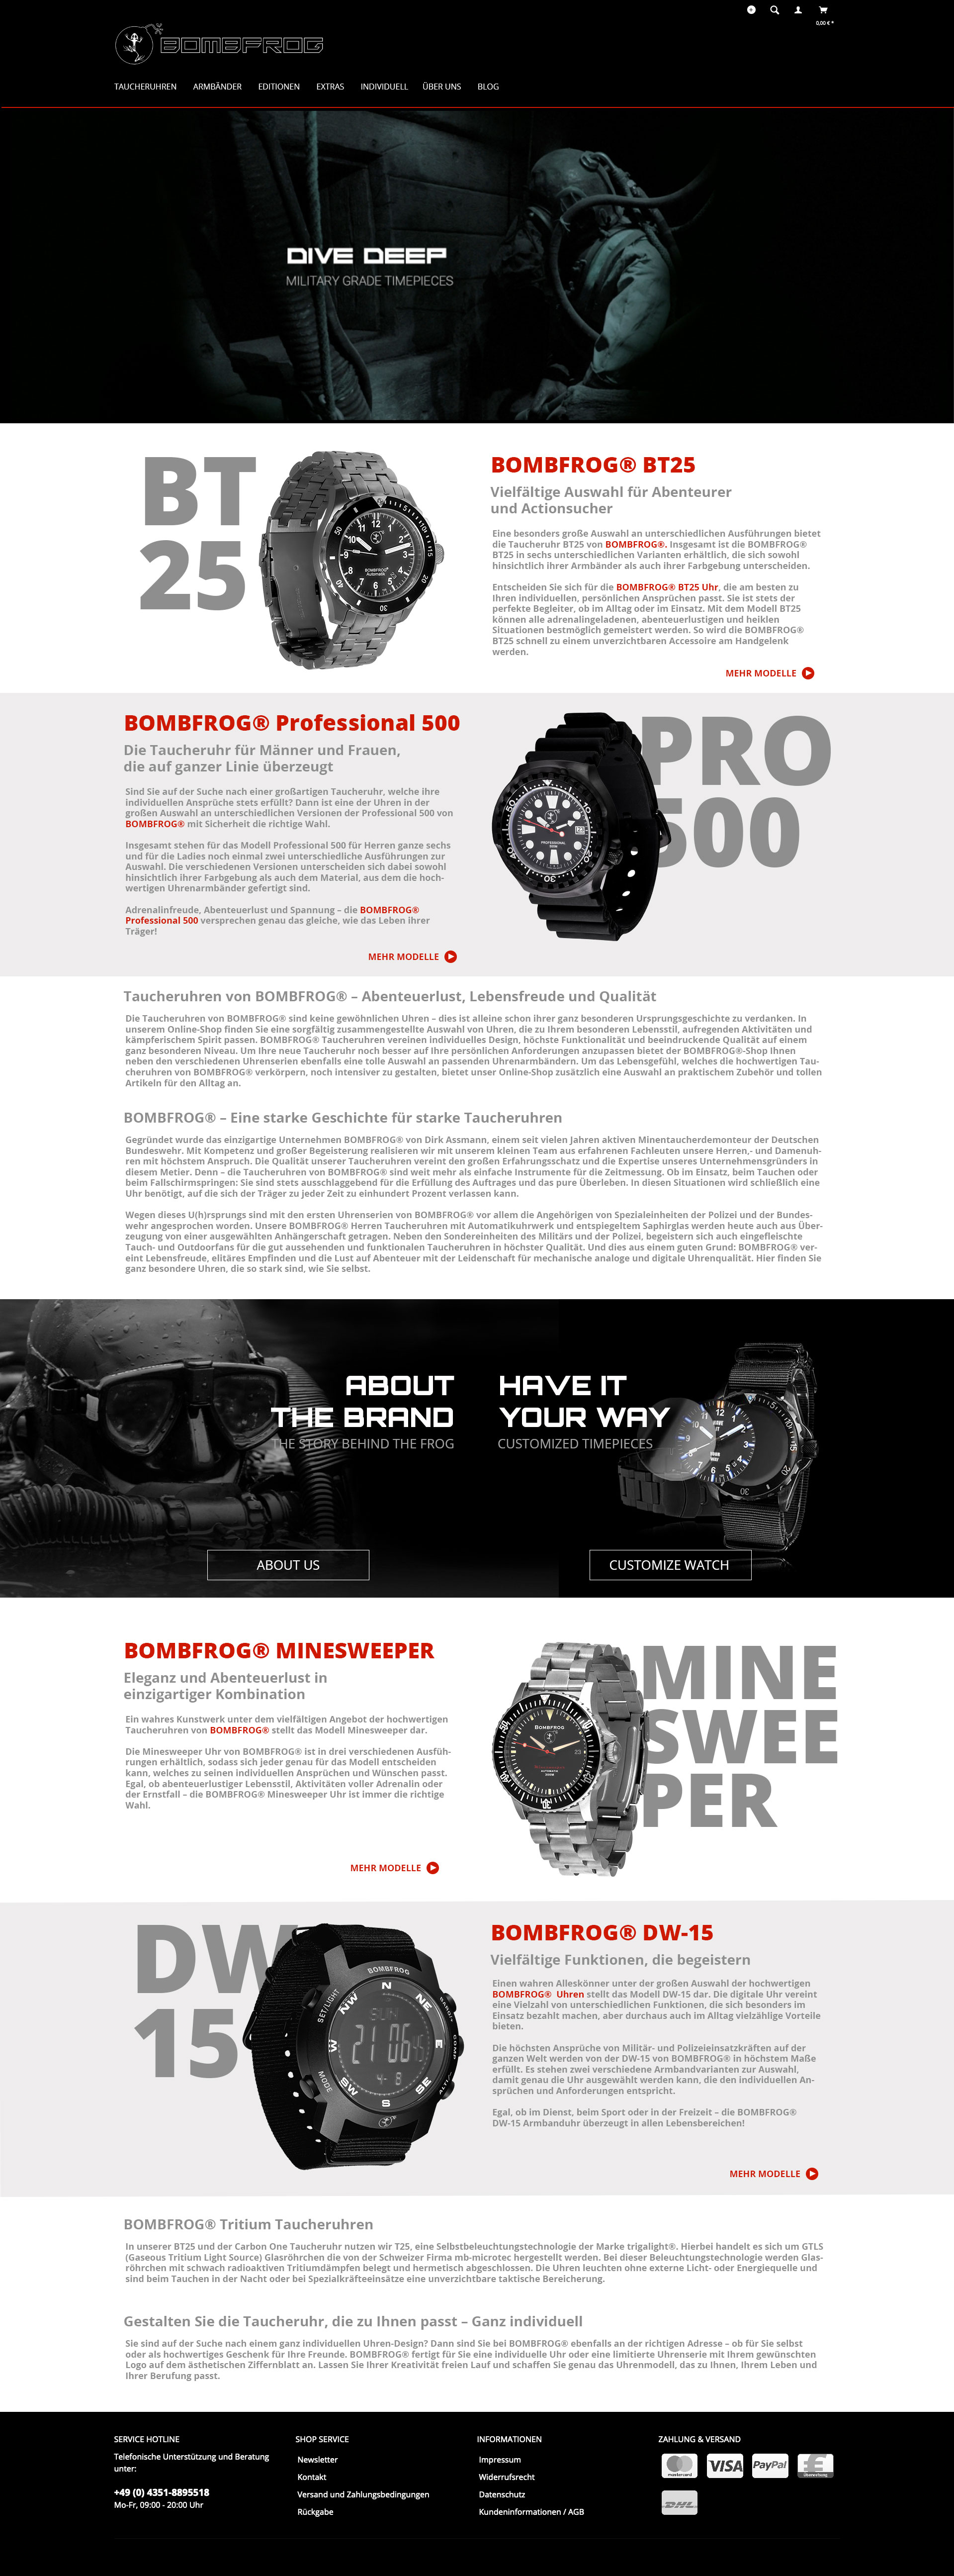 0,00 € *
BOMBFROG
TAUCHERUHREN ARMBÄNDER EDITIONEN EXTRAS INDIVIDUELL ÜBER UNS BLOG
DIVE DEEP
MILITARY GRADE TIMEPIECES
BT
25
BOMBFROG® BT25
Vielfältige Auswahl für Abenteurer
und Actionsucher
Eine besonders große Auswahl an unterschiedlichen Ausführungen bietet
die Taucheruhr BT25 von BOMBFROG®. Insgesamt ist die BOMBFROG®
BT25 in sechs unterschiedlichen Varianten erhältlich, die sich sowohl
hinsichtlich ihrer Armbänder als auch ihrer Farbgebung unterscheiden.
Entscheiden Sie sich für die BOMBFROG® BT25 Uhr, die am besten zu
Ihren individuellen, persönlichen Ansprüchen passt. Sie ist stets der
perfekte Begleiter, ob im Alltag oder im Einsatz. Mit dem Modell BT25
können alle adrenalingeladenen, abenteuerlustigen und heiklen
Situationen bestmöglich gemeistert werden. So wird die BOMBFROG®
BT25 schnell zu einem unverzichtbaren Accessoire am Handgelenk
werden.
MEHR MODELLE
BOMBFROG® Professional 500
Die Taucheruhr für Männer und Frauen,
die auf ganzer Linie überzeugt
Sind Sie auf der Suche nach einer großartigen Taucheruhr, welche ihre
individuellen Ansprüche stets erfüllt? Dann ist eine der Uhren in der
großen Auswahl an unterschiedlichen Versionen der Professional 500 von
BOMBFROG® mit Sicherheit die richtige Wahl.
Insgesamt stehen für das Modell Professional 500 für Herren ganze sechs
und für die Ladies noch einmal zwei unterschiedliche Ausführungen zur
Auswahl. Die verschiedenen Versionen unterscheiden sich dabei sowohl
hinsichtlich ihrer Farbgebung als auch dem Material, aus dem die hoch-
wertigen Uhrenarmbänder gefertigt sind.
Adrenalinfreude, Abenteuerlust und Spannung – die BOMBFROG®
Professional 500 versprechen genau das gleiche, wie das Leben ihrer
Träger!
MEHR MODELLE
PRO
500
Taucheruhren von BOMBFROG® – Abenteuerlust, Lebensfreude und Qualität
Die Taucheruhren von BOMBFROG® sind keine gewöhnlichen Uhren – dies ist alleine schon ihrer ganz besonderen Ursprungsgeschichte zu verdanken. In
unserem Online-Shop finden Sie eine sorgfältig zusammengestellte Auswahl von Uhren, die zu Ihrem besonderen Lebensstil, aufregenden Aktivitäten und
kämpferischem Spirit passen. BOMBFROG® Taucheruhren vereinen individuelles Design, höchste Funktionalität und beeindruckende Qualität auf einem
ganz besonderen Niveau. Um Ihre neue Taucheruhr noch besser auf Ihre persönlichen Anforderungen anzupassen bietet der BOMBFROG®-Shop Ihnen
neben den verschiedenen Uhrenserien ebenfalls eine tolle Auswahl an passenden Uhrenarmbändern. Um das Lebensgefühl, welches die hochwertigen Tau-
cheruhren von BOMBFROG® verkörpern, noch intensiver zu gestalten, bietet unser Online-Shop zusätzlich eine Auswahl an praktischem Zubehör und tollen
Artikeln für den Alltag an.
BOMBFROG® – Eine starke Geschichte für starke Taucheruhren
Gegründet wurde das einzigartige Unternehmen BOMBFROG® von Dirk Assmann, einem seit vielen Jahren aktiven Minentaucherdemonteur der Deutschen
Bundeswehr. Mit Kompetenz und großer Begeisterung realisieren wir mit unserem kleinen Team aus erfahrenen Fachleuten unsere Herren,- und Damenuh-
ren mit höchstem Anspruch. Die Qualität unserer Taucheruhren vereint den großen Erfahrungsschatz und die Expertise unseres Unternehmensgründers in
diesem Metier. Denn – die Taucheruhren von BOMBFROG® sind weit mehr als einfache Instrumente für die Zeitmessung. Ob im Einsatz, beim Tauchen oder
beim Fallschirmspringen: Sie sind stets ausschlaggebend für die Erfüllung des Auftrages und das pure Überleben. In diesen Situationen wird schließlich eine
Uhr benötigt, auf die sich der Träger zu jeder Zeit zu einhundert Prozent verlassen kann.
Wegen dieses U(h)rsprungs sind mit den ersten Uhrenserien von BOMBFROG® vor allem die Angehörigen von Spezialeinheiten der Polizei und der Bundes-
wehr angesprochen worden. Unsere BOMBFROG® Herren Taucheruhren mit Automatikuhrwerk und entspiegeltem Saphirglas werden heute auch aus Über-
zeugung von einer ausgewählten Anhängerschaft getragen. Neben den Sondereinheiten des Militärs und der Polizei, begeistern sich auch eingefleischte
Tauch- und Outdoorfans für die gut aussehenden und funktionalen Taucheruhren in höchster Qualität. Und dies aus einem guten Grund: BOMBFROG® ver-
eint Lebensfreude, elitäres Empfinden und die Lust auf Abenteuer mit der Leidenschaft für mechanische analoge und digitale Uhrenqualität. Hier finden Sie
ganz besondere Uhren, die so stark sind, wie Sie selbst.
ABOUT
THE BRAND
THE STORY BEHIND THE FROG
ABOUT US
HAVE IT
YOUR WAY
CUSTOMIZED TIMEPIECES
CUSTOMIZE WATCH
BOMBFROG® MINESWEEPER
Eleganz und Abenteuerlust in
einzigartiger Kombination
Ein wahres Kunstwerk unter dem vielfältigen Angebot der hochwertigen
Taucheruhren von BOMBFROG® stellt das Modell Minesweeper dar.
Die Minesweeper Uhr von BOMBFROG® ist in drei verschiedenen Ausfüh-
rungen erhältlich, sodass sich jeder genau für das Modell entscheiden
kann, welches zu seinen individuellen Ansprüchen und Wünschen passt.
Egal, ob abenteuerlustiger Lebensstil, Aktivitäten voller Adrenalin oder
der Ernstfall – die BOMBFROG® Minesweeper Uhr ist immer die richtige
Wahl.
MEHR MODELLE
MINE
SWEE
PER
DW
15
BOMBFROG
SET/LIGHT
MODE
NW N NE
W E
SW S SE
21 06 45
4- 8
BOMBFROG® DW-15
Vielfältige Funktionen, die begeistern
Einen wahren Alleskönner unter der großen Auswahl der hochwertigen
BOMBFROG® Uhren stellt das Modell DW-15 dar. Die digitale Uhr vereint
eine Vielzahl von unterschiedlichen Funktionen, die sich besonders im
Einsatz bezahlt machen, aber durchaus auch im Alltag vielzählige Vorteile
bieten.
Die höchsten Ansprüche von Militär- und Polizeieinsatzkräften auf der
ganzen Welt werden von der DW-15 von BOMBFROG® in höchstem Maße
erfüllt. Es stehen zwei verschiedene Armbandvarianten zur Auswahl,
damit genau die Uhr ausgewählt werden kann, die den individuellen An-
sprüchen und Anforderungen entspricht.
Egal, ob im Dienst, beim Sport oder in der Freizeit – die BOMBFROG®
DW-15 Armbanduhr überzeugt in allen Lebensbereichen!
MEHR MODELLE
BOMBFROG® Tritium Taucheruhren
In unserer BT25 und der Carbon One Taucheruhr nutzen wir T25, eine Selbstbeleuchtungstechnologie der Marke trigalight®. Hierbei handelt es sich um GTLS
(Gaseous Tritium Light Source) Glasröhrchen die von der Schweizer Firma mb-microtec hergestellt werden. Bei dieser Beleuchtungstechnologie werden Glas-
röhrchen mit schwach radioaktiven Tritiumdämpfen belegt und hermetisch abgeschlossen. Die Uhren leuchten ohne externe Licht- oder Energiequelle und
sind beim Tauchen in der Nacht oder bei Spezialkräfteeinsätze eine unverzichtbare taktische Bereicherung.
Gestalten Sie die Taucheruhr, die zu Ihnen passt – Ganz individuell
Sie sind auf der Suche nach einem ganz individuellen Uhren-Design? Dann sind Sie bei BOMBFROG® ebenfalls an der richtigen Adresse – ob für Sie selbst
oder als hochwertiges Geschenk für Ihre Freunde. BOMBFROG® fertigt für Sie eine individuelle Uhr oder eine limitierte Uhrenserie mit Ihrem gewünschten
Logo auf dem ästhetischen Ziffernblatt an. Lassen Sie Ihrer Kreativität freien Lauf und schaffen Sie genau das Uhrenmodell, das zu Ihnen, Ihrem Leben und
Ihrer Berufung passt.
SERVICE HOTLINE
Telefonische Unterstützung und Beratung
unter:
+49 (0) 4351-8895518
Mo-Fr, 09:00 - 20:00 Uhr
SHOP SERVICE
Newsletter
Kontakt
Versand und Zahlungsbedingungen
Rückgabe
INFORMATIONEN
Impressum
Widerrufsrecht
Datenschutz
Kundeninformationen / AGB
ZAHLUNG & VERSAND
mastercard VISA PayPal Überweisung
DHL